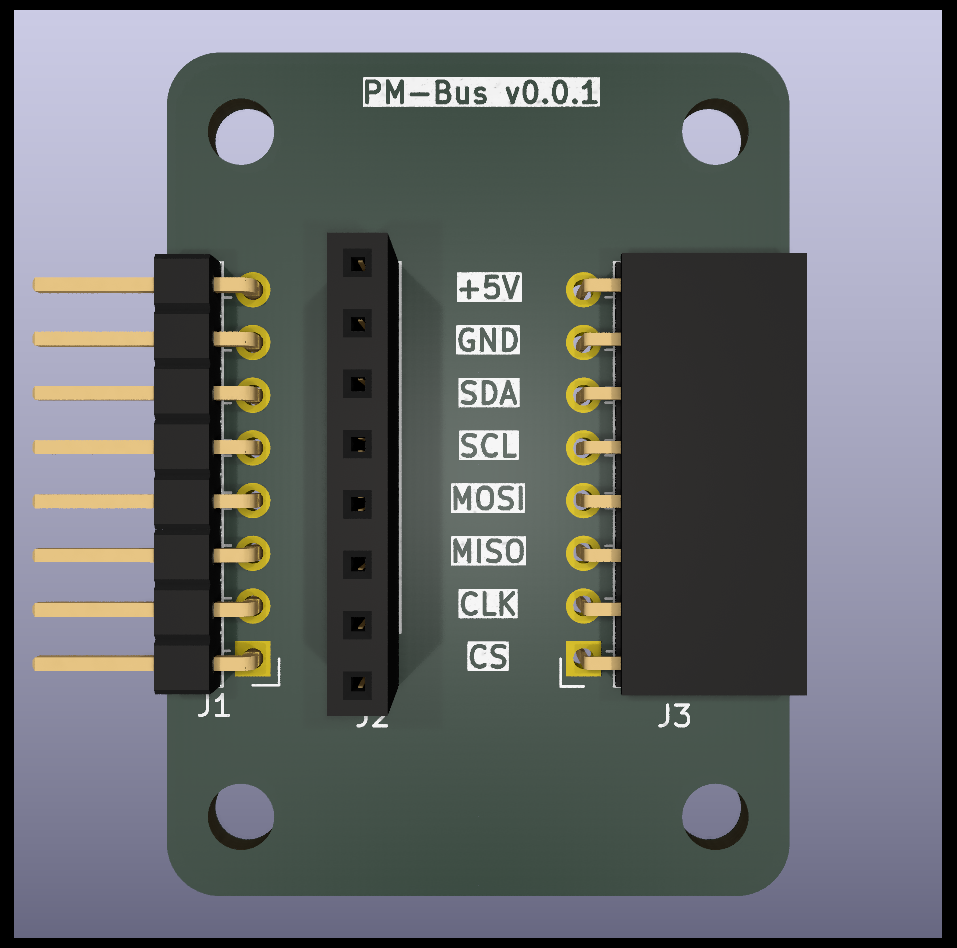 PM-Bus v0.0.1
+5V
GND
SDA
SCL
MOSI
MISO
CLK
CS
J1
J2
J3